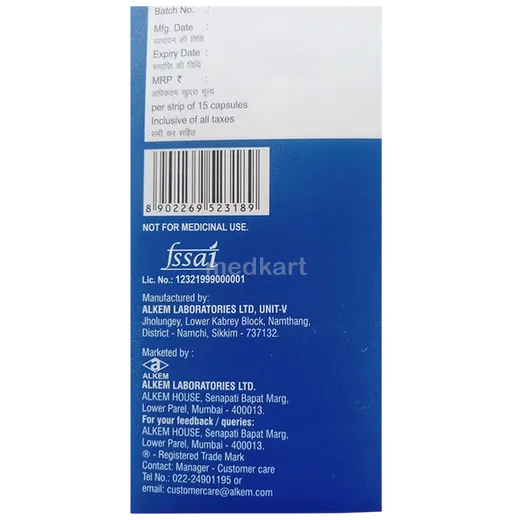 Batch No. :
Mfg. Date :
उत्पादन की तिथि
Expiry Date :
समाप्ति की तिथि
MRP ₹ :
अधिकतम खुदरा मूल्य
per strip of 15 capsules
Inclusive of all taxes
सभी कर सहित
8 902269 523189
NOT FOR MEDICINAL USE.
fssai
medkart
Lic. No.: 12321999000001
Manufactured by:
ALKEM LABORATORIES LTD, UNIT-V
Jholungey, Lower Kabrey Block, Namthang,
District - Namchi, Sikkim - 737132.
Marketed by :
ALKEM
ALKEM LABORATORIES LTD.
ALKEM HOUSE, Senapati Bapat Marg,
Lower Parel, Mumbai - 400013.
For your feedback / queries:
ALKEM HOUSE, Senapati Bapat Marg,
Lower Parel, Mumbai - 400013.
® - Registered Trade Mark
Contact: Manager - Customer care
Tel No.: 022-24901195 or
email: customercare@alkem.com